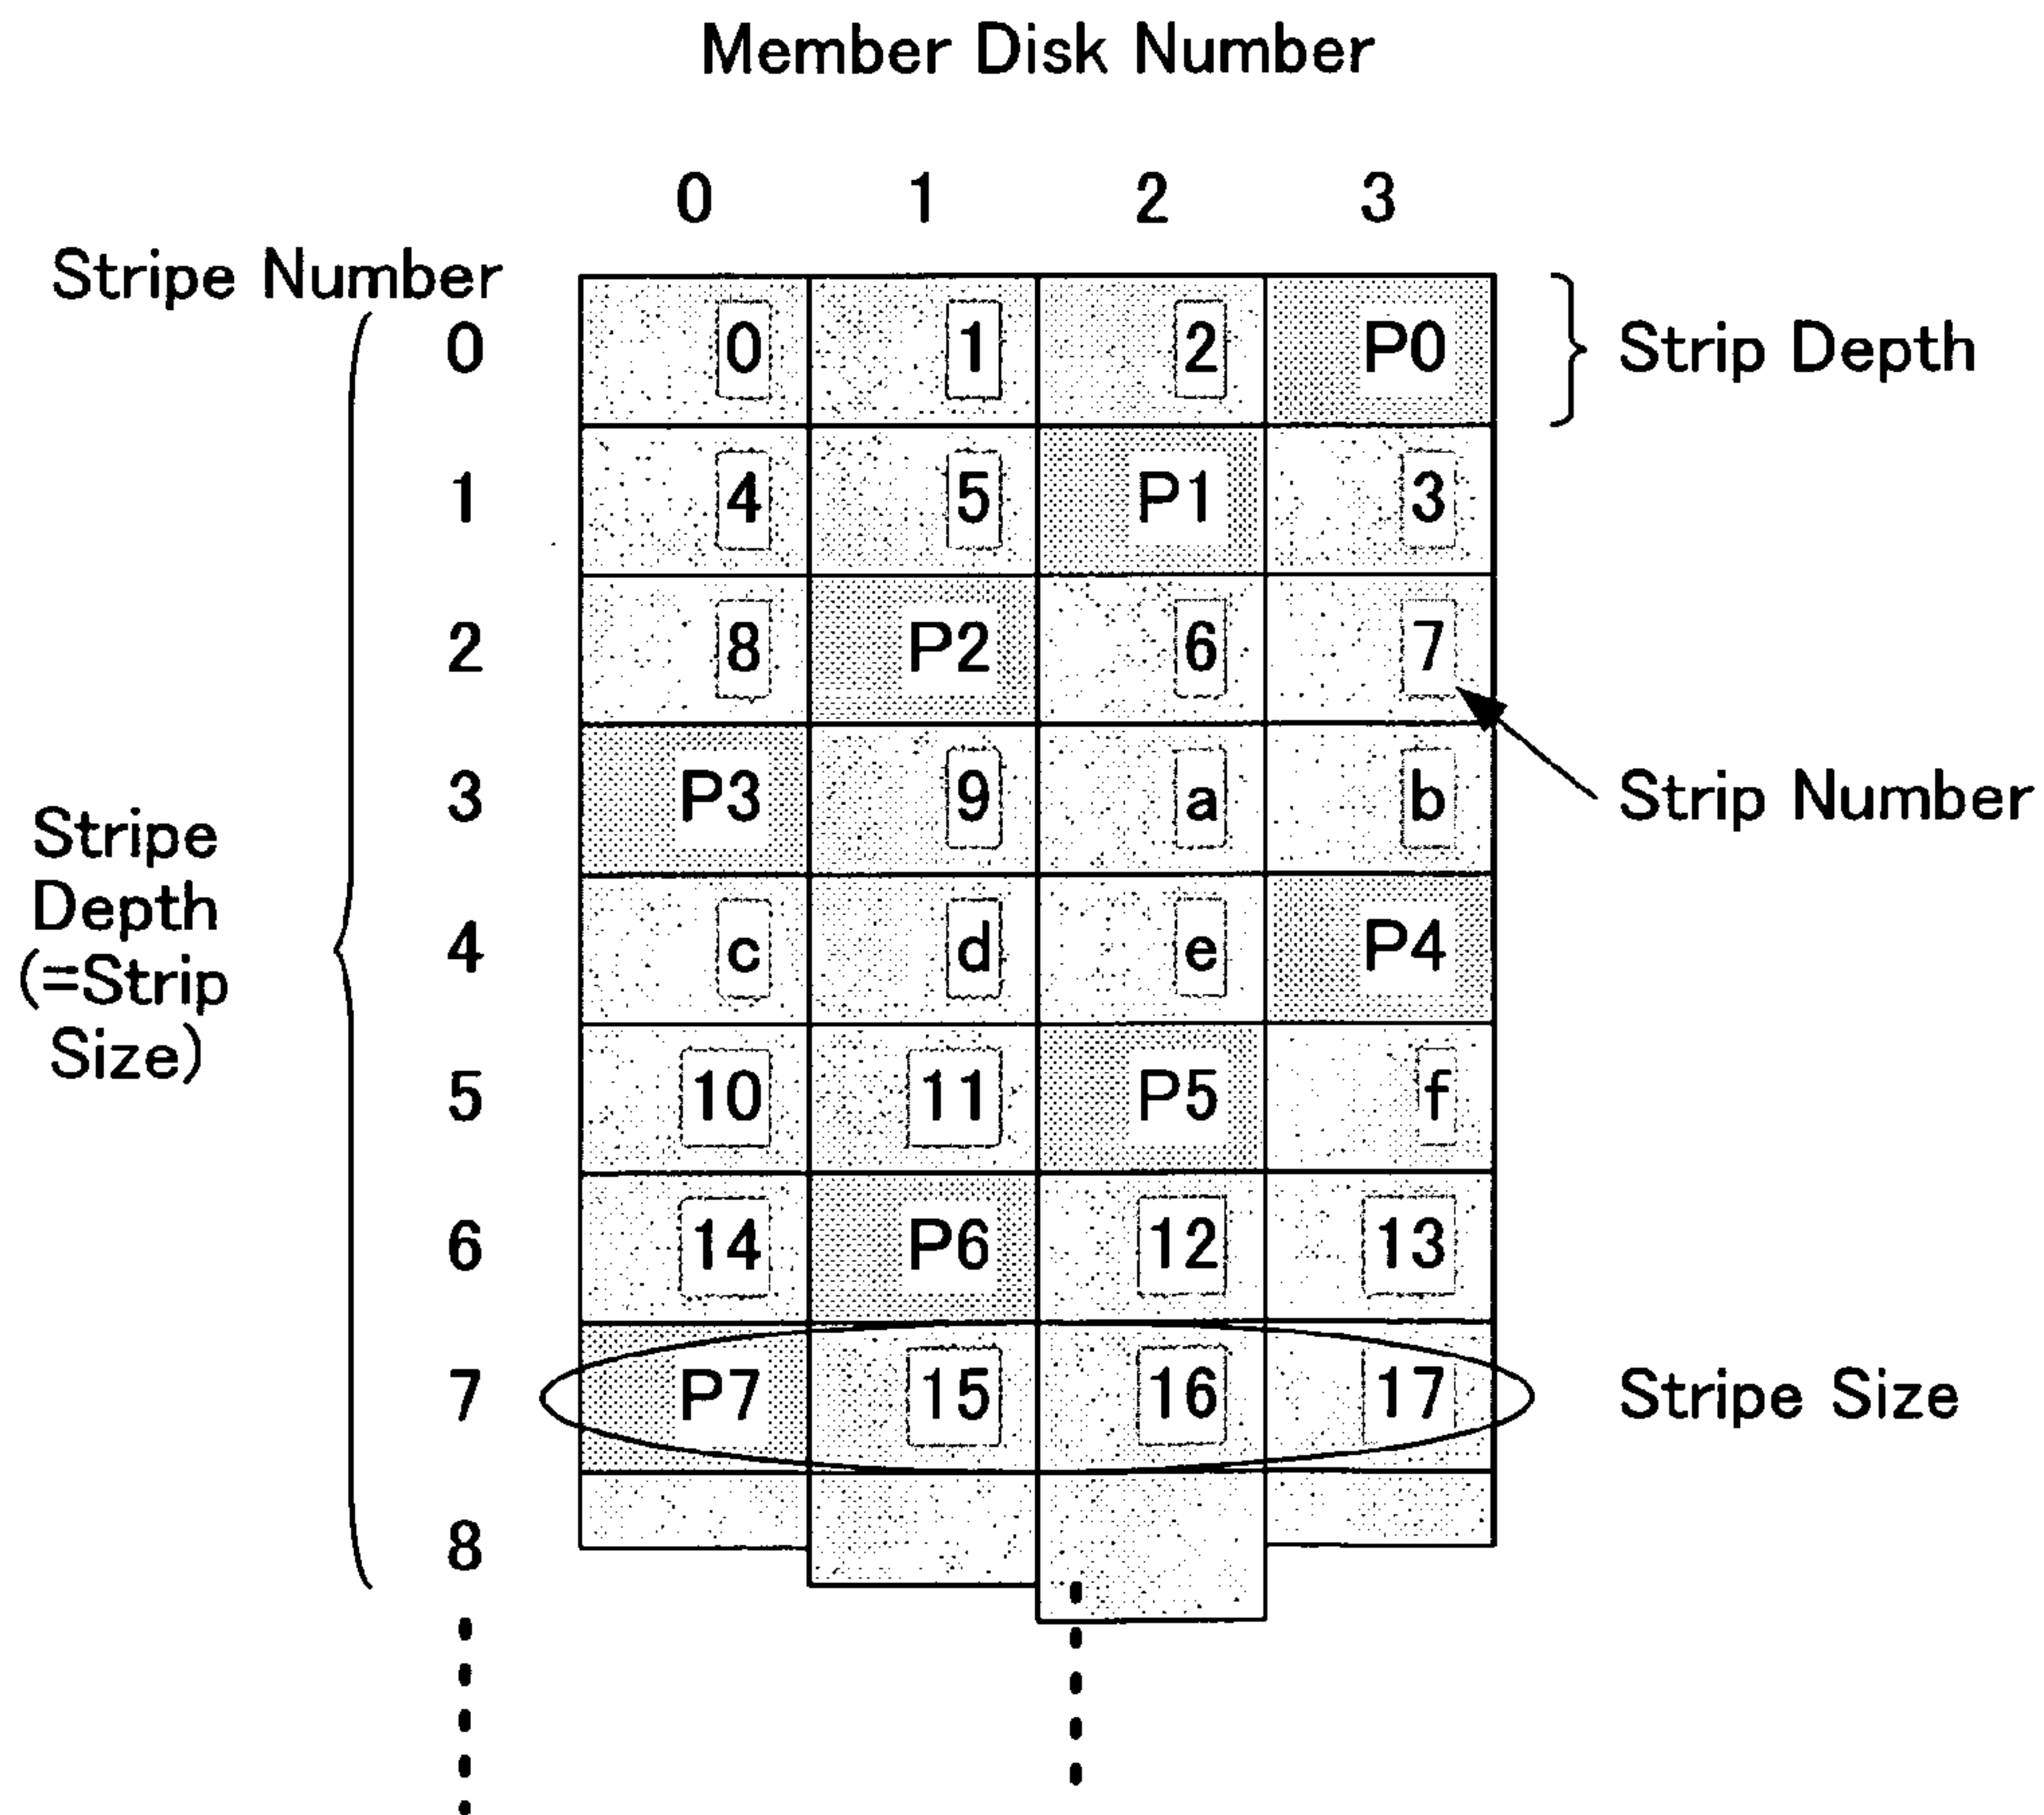 Member Disk Number
0 1 2 3
Stripe Number
0 0 1 2 P0 Strip Depth
1 4 5 P1 3
2 8 P2 6 7
3 P3 9 a b Strip Number
Stripe
Depth
(=Strip
Size)
4 c d e P4
5 10 11 P5 f
6 14 P6 12 13
7 P7 15 16 17 Stripe Size
8